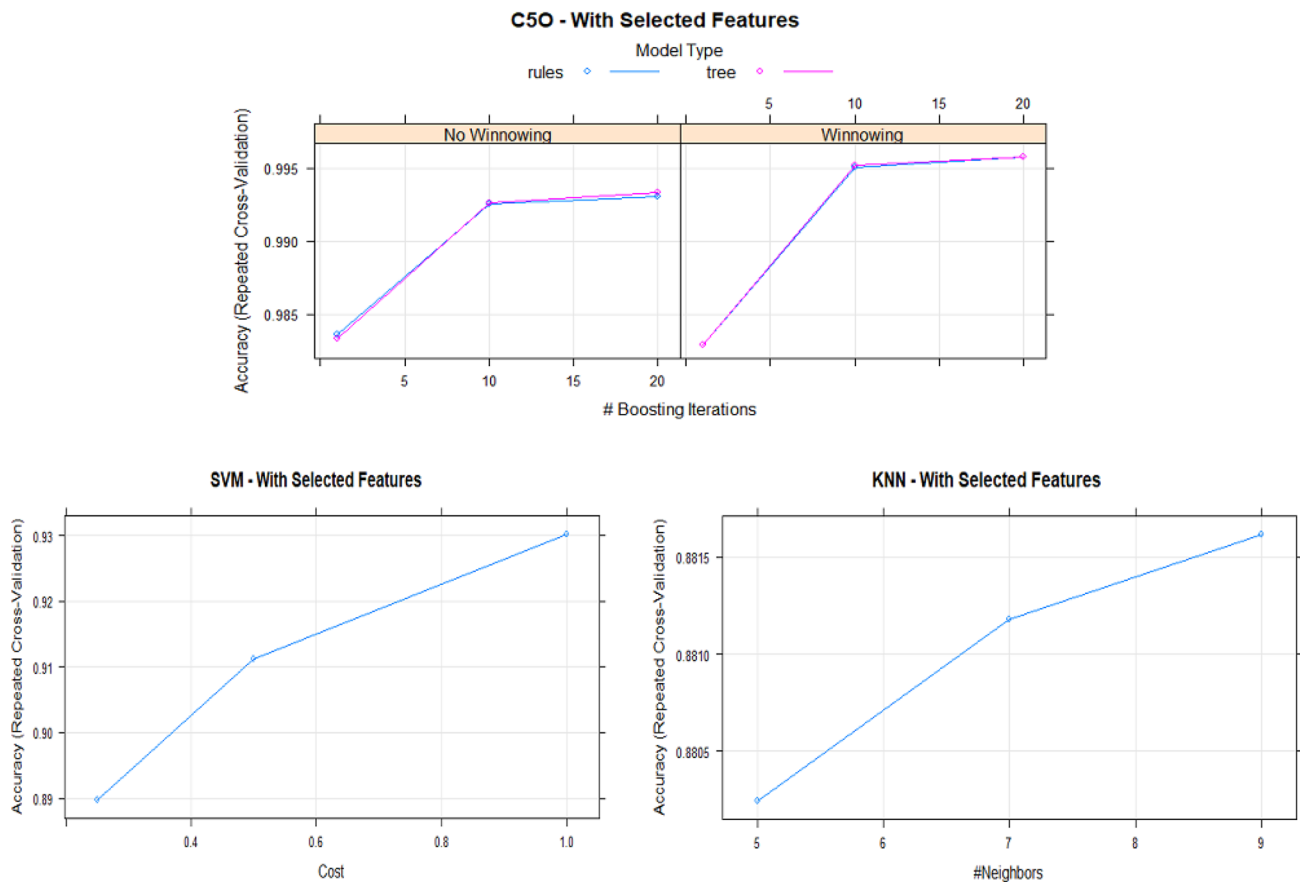 C5O - With Selected Features
Model Type
rules tree
5 10 15 20
No Winnowing Winnowing
Accuracy (Repeated Cross-Validation)
0.995
0.990
0.985
5 10 15 20
# Boosting Iterations
SVM - With Selected Features
Accuracy (Repeated Cross-Validation)
0.93
0.92
0.91
0.90
0.89
0.4 0.6 0.8 1.0
Cost
KNN - With Selected Features
Accuracy (Repeated Cross-Validation)
0.8815
0.8810
0.8805
5 6 7 8 9
#Neighbors